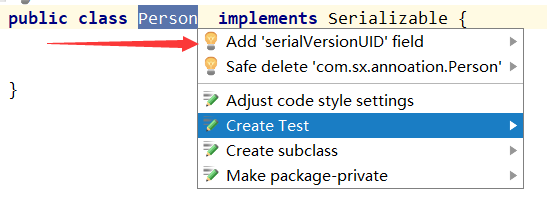 public class Person implements Serializable {
Add 'serialVersionUID' field
Safe delete 'com.sx.annoation.Person'
}
Adjust code style settings
Create Test
Create subclass
Make package-private